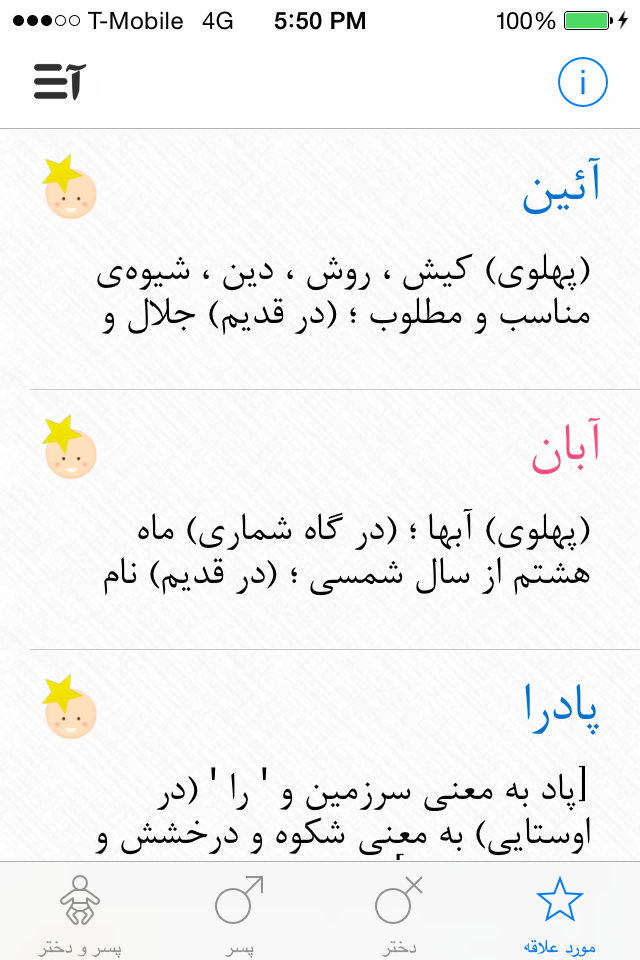 T-Mobile 4G 5:50 PM 100%
آ
i
آئین
(پهلوی) کیش ، روش ، دین ، شیوه‌ی
مناسب و مطلوب ؛ (در قدیم) جلال و
آبان
(پهلوی) آبها ؛ (در گاه شماری) ماه
هشتم از سال شمسی ؛ (در قدیم) نام
پادرا
[پاد به معنی سرزمین و ' را ' (در
اوستایی) به معنی شکوه و درخشش و
مورد علاقه
دختر
پسر
پسر و دختر